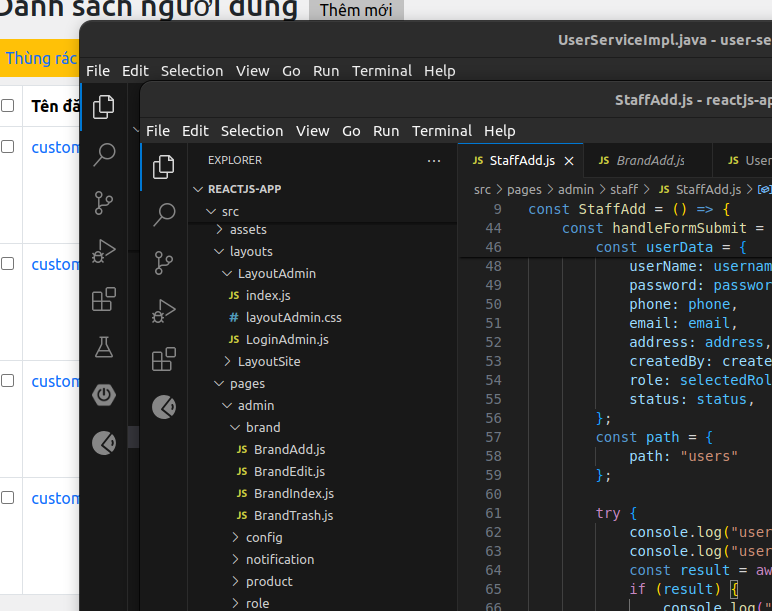 Danh sách người dùng Thêm mới
Thùng rác
Tên đă
custom
custom
custom
custom
UserServiceImpl.java - user-se
File Edit Selection View Go Run Terminal Help
StaffAdd.js - reactjs-ap
File Edit Selection View Go Run Terminal Help
EXPLORER
REACTJS-APP
src
assets
layouts
LayoutAdmin
JS index.js
# layoutAdmin.css
JS LoginAdmin.js
LayoutSite
pages
admin
brand
JS BrandAdd.js
JS BrandEdit.js
JS BrandIndex.js
JS BrandTrash.js
config
notification
product
role
JS StaffAdd.js JS BrandAdd.js JS User
src > pages > admin > staff > JS StaffAdd.js >
9 const StaffAdd = () => {
44 const handleFormSubmit =
46 const userData = {
48 userName: usernam
49 password: passwor
50 phone: phone,
51 email: email,
52 address: address,
53 createdBy: create
54 role: selectedRol
55 status: status,
56 };
57 const path = {
58 path: "users"
59 };
60
61 try {
62 console.log("user
63 console.log("user
64 const result = aw
65 if (result) {
66 console.log("